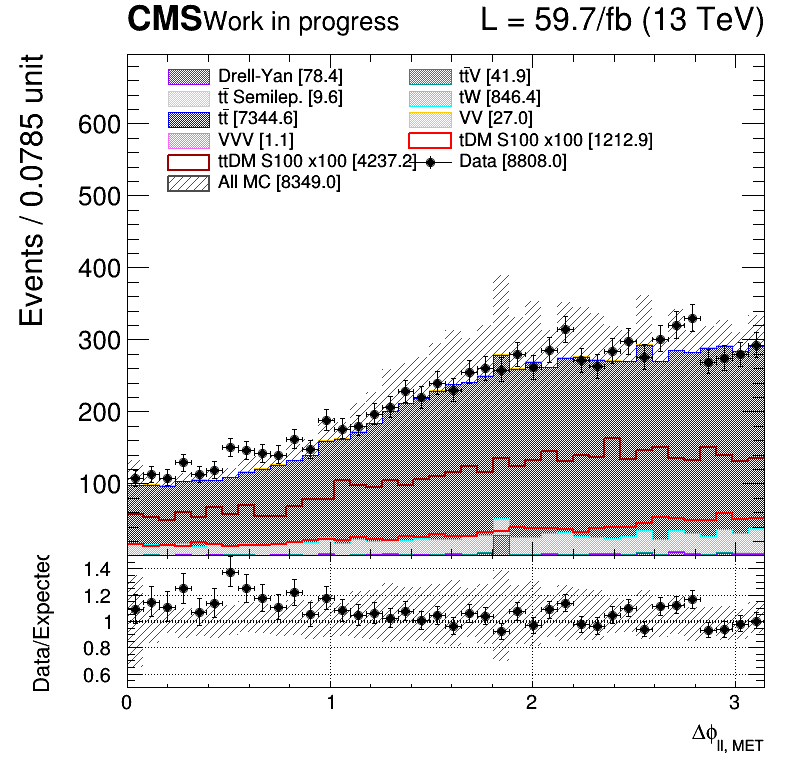 CMS Work in progress L = 59.7/fb (13 TeV)
Events / 0.0785 unit
Drell-Yan [78.4] tt̄V [41.9]
tt̄ Semilep. [9.6] tW [846.4]
tt̄ [7344.6] VV [27.0]
VVV [1.1] tDM S100 x100 [1212.9]
ttDM S100 x100 [4237.2] Data [8808.0]
All MC [8349.0]
600
500
400
300
200
100
Data/Expected
1.4
1.2
1
0.8
0.6
0 1 2 3
Δϕll, MET